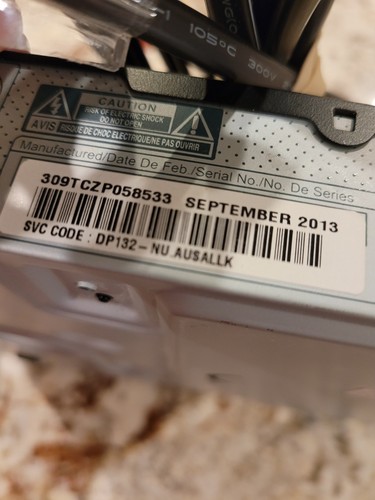 105°C 300V
CAUTION
RISK OF ELECTRIC SHOCK
DO NOT OPEN
AVIS RISQUE DE CHOC ELECTRIQUE/NE PAS OUVRIR
Manufactured/Date De Feb./Serial No./No. De Series
309TCZP058533 SEPTEMBER 2013
SVC CODE : DP132-NU.AUSALLK